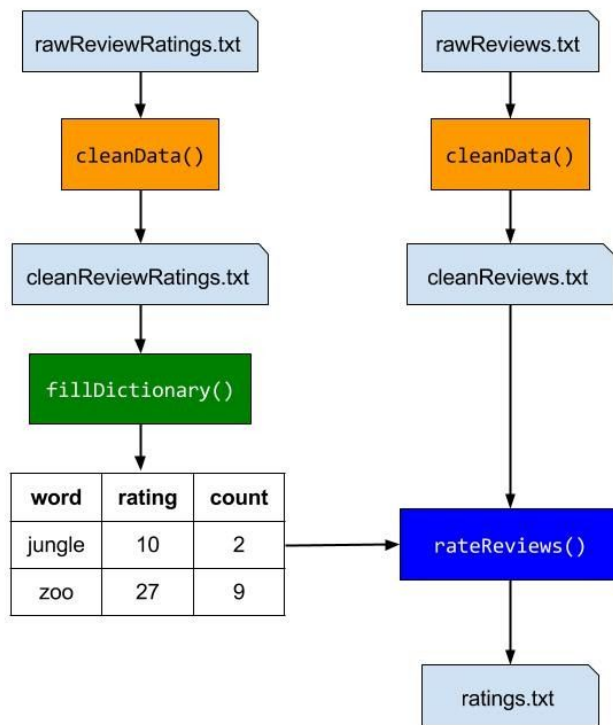 rawReviewRatings.txt
rawReviews.txt
cleanData()
cleanData()
cleanReviewRatings.txt
cleanReviews.txt
fillDictionary()
word rating count
jungle 10 2
zoo 27 9
rateReviews()
ratings.txt